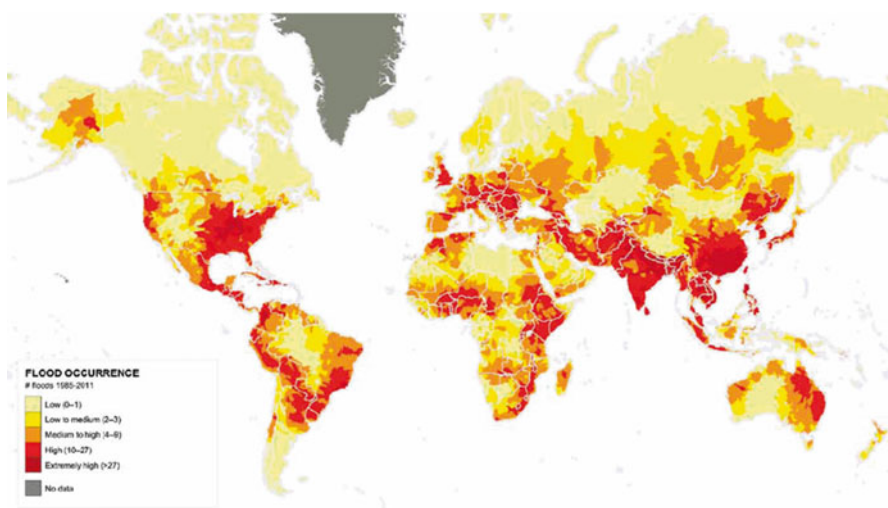 FLOOD OCCURRENCE
# floods 1985-2011
Low (0–1)
Low to medium (2–3)
Medium to high (4–9)
High (10–27)
Extremely high (>27)
No data